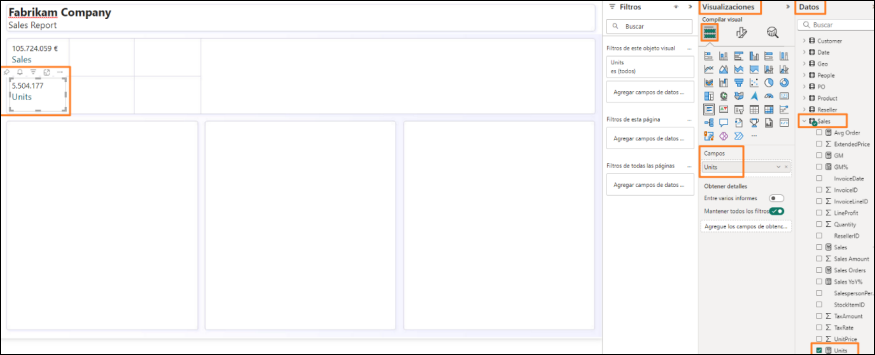 Fabrikam Company
Sales Report
105.724.059 €
Sales
5.504.177
Units
Filtros
Buscar
Filtros de este objeto visual
Units
es (todos)
Agregar campos de datos ...
Filtros de esta página
Agregar campos de datos ...
Filtros de todas las páginas
Agregar campos de datos ...
Visualizaciones
Compilar visual
Campos
Units
Obtener detalles
Entre varios informes
Mantener todos los filtros
Agregue los campos de obtenc...
Datos
Buscar
Customer
Date
Geo
People
PO
Product
Reseller
Sales
Avg Order
ExtendedPrice
GM
GM%
InvoiceDate
InvoiceID
InvoiceLineID
LineProfit
Quantity
ResellerID
Sales
Sales Amount
Sales Orders
Sales YoY%
SalespersonPe
StockItemID
TaxAmount
TaxRate
UnitPrice
Units